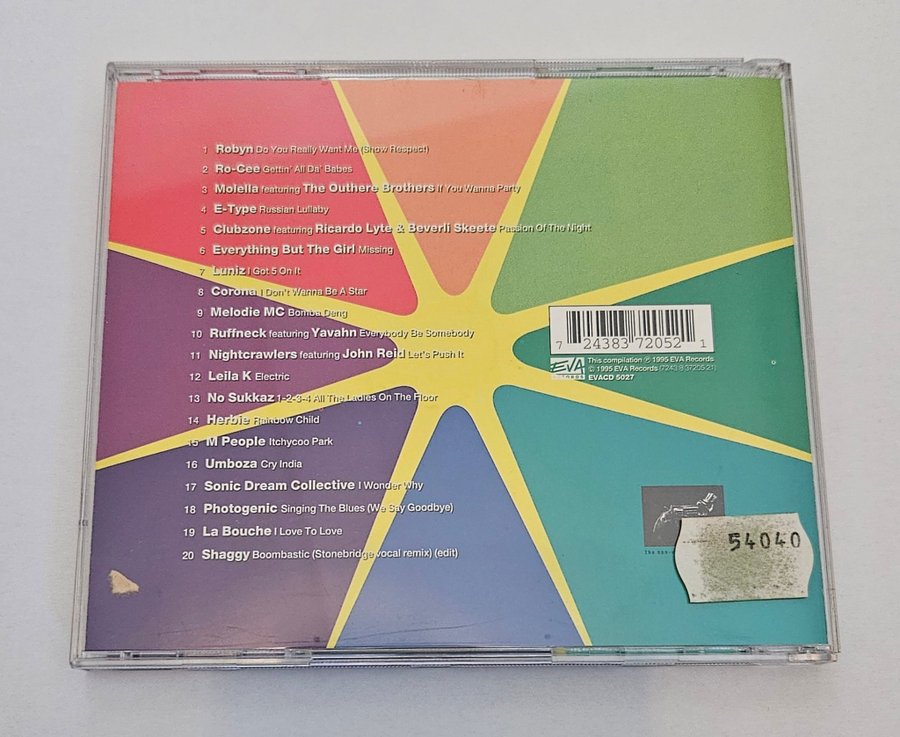 1 Robyn Do You Really Want Me (Show Respect)
2 Ro-Cee Gettin' All Da' Babes
3 Molella featuring The Outhere Brothers If You Wanna Party
4 E-Type Russian Lullaby
5 Clubzone featuring Ricardo Lyte & Beverli Skeete Passion Of The Night
6 Everything But The Girl Missing
7 Luniz I Got 5 On It
8 Corona I Don't Wanna Be A Star
9 Melodie MC Bomba Deng
10 Ruffneck featuring Yavahn Everybody Be Somebody
11 Nightcrawlers featuring John Reid Let's Push It
12 Leila K Electric
13 No Sukkaz 1-2-3-4 All The Ladies On The Floor
14 Herbie Rainbow Child
15 M People Itchycoo Park
16 Umboza Cry India
17 Sonic Dream Collective I Wonder Why
18 Photogenic Singing The Blues (We Say Goodbye)
19 La Bouche I Love To Love
20 Shaggy Boombastic (Stonebridge vocal remix) (edit)
7 24383 72052 1
EVA
This compilation ℗ 1995 EVA Records
© 1995 EVA Records (7243 8 37205 21)
EVACD 5027
54040